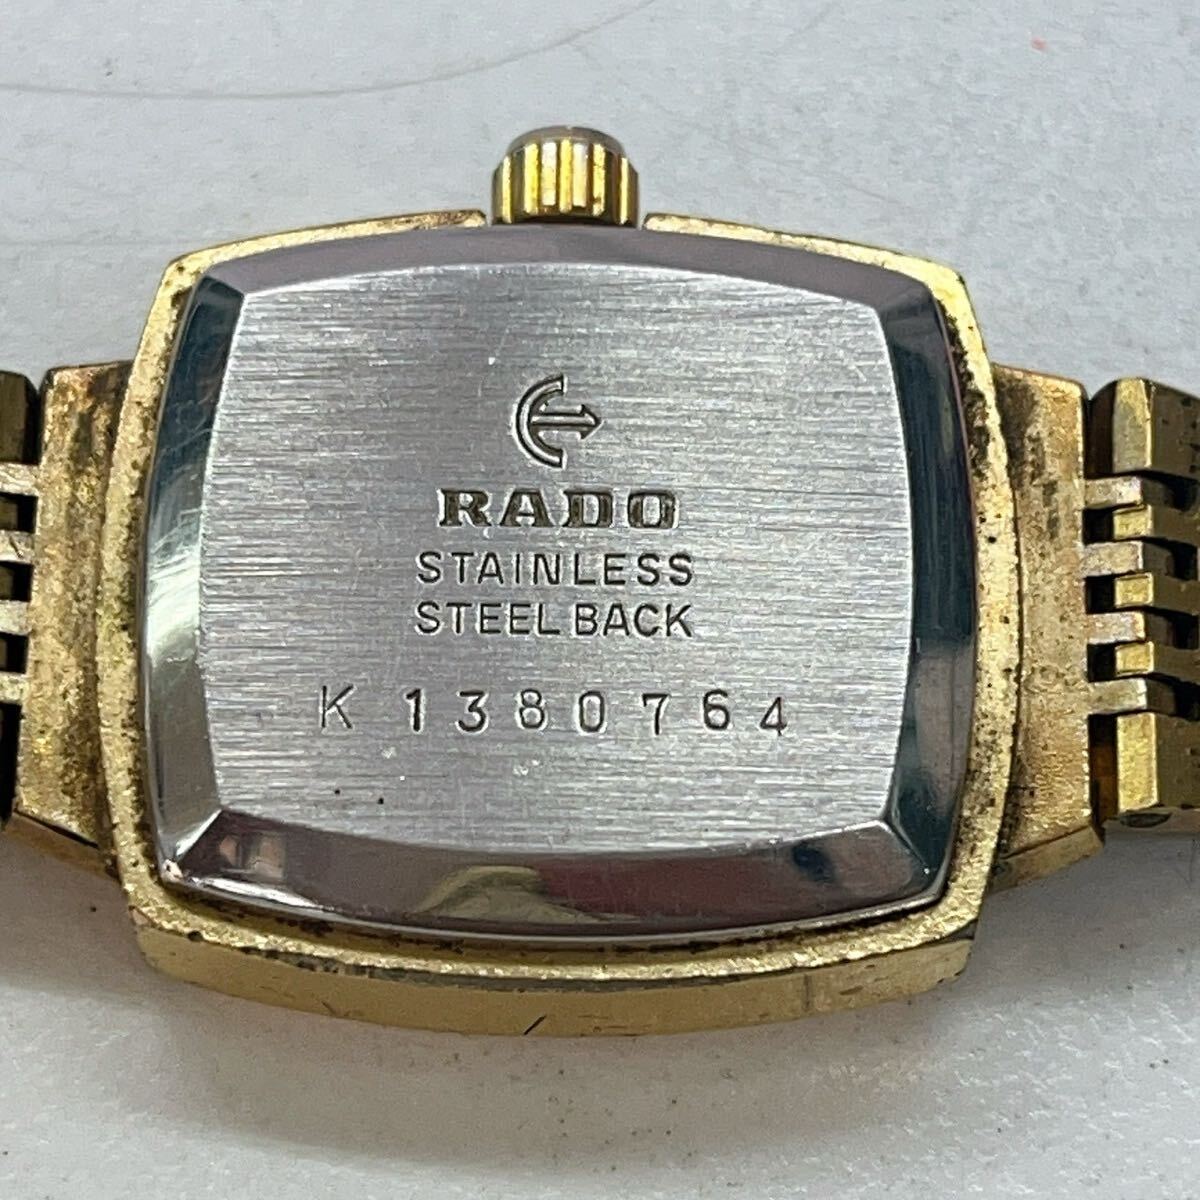 RADO
STAINLESS
STEEL BACK
K 1380764